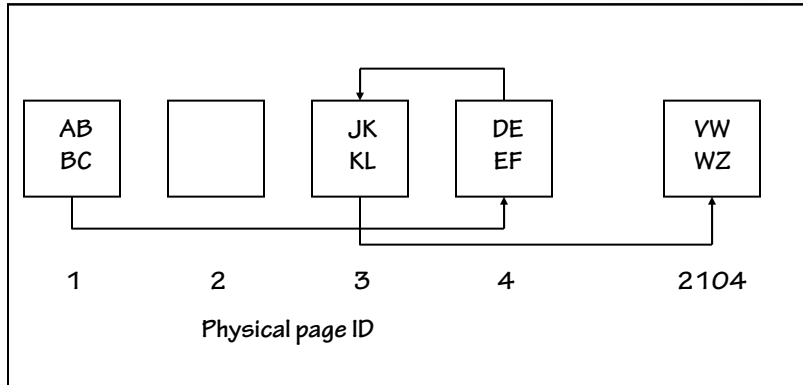 AB
BC
JK
KL
DE
EF
VW
WZ
1 2 3 4 2104
Physical page ID